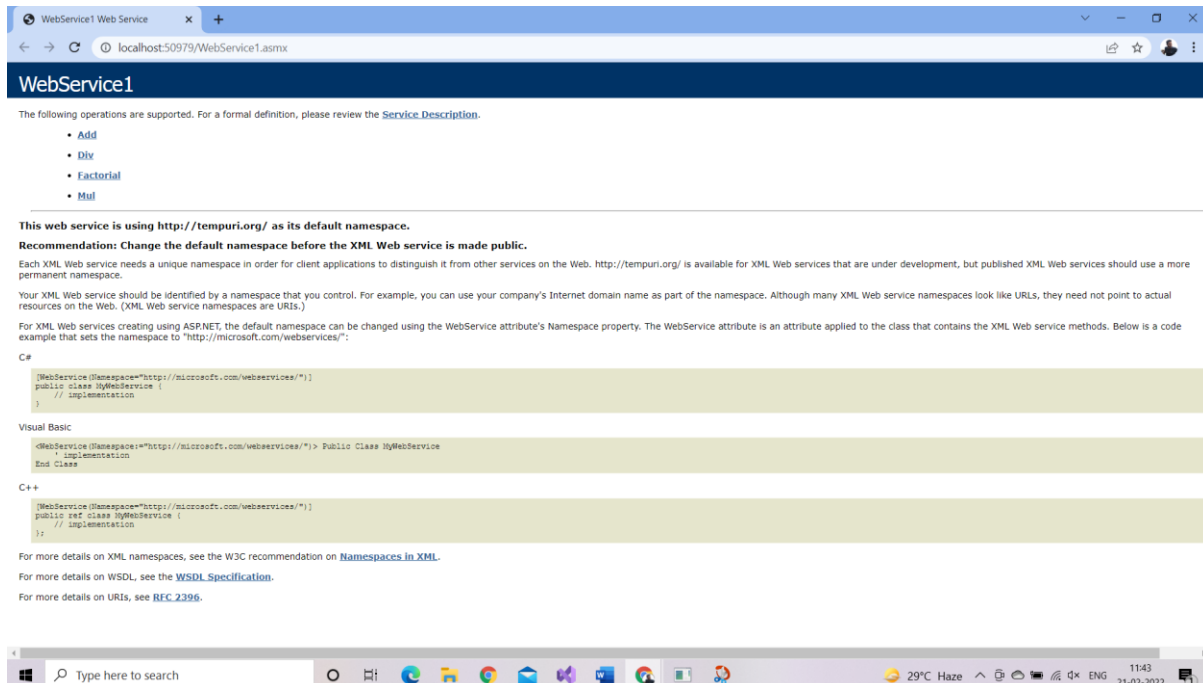 WebService1 Web Service
localhost:50979/WebService1.asmx
WebService1
The following operations are supported. For a formal definition, please review the Service Description.
• Add
• Div
• Factorial
• Mul
This web service is using http://tempuri.org/ as its default namespace.
Recommendation: Change the default namespace before the XML Web service is made public.
Each XML Web service needs a unique namespace in order for client applications to distinguish it from other services on the Web. http://tempuri.org/ is available for XML Web services that are under development, but published XML Web services should use a more
permanent namespace.
Your XML Web service should be identified by a namespace that you control. For example, you can use your company's Internet domain name as part of the namespace. Although many XML Web service namespaces look like URLs, they need not point to actual
resources on the Web. (XML Web service namespaces are URIs.)
For XML Web services creating using ASP.NET, the default namespace can be changed using the WebService attribute's Namespace property. The WebService attribute is an attribute applied to the class that contains the XML Web service methods. Below is a code
example that sets the namespace to "http://microsoft.com/webservices/":
C#
[WebService(Namespace="http://microsoft.com/webservices/")]
public class MyWebService {
// implementation
}
Visual Basic
<WebService(Namespace:="http://microsoft.com/webservices/")> Public Class MyWebService
' implementation
End Class
C++
[WebService(Namespace="http://microsoft.com/webservices/")]
public ref class MyWebService {
// implementation
};
For more details on XML namespaces, see the W3C recommendation on Namespaces in XML.
For more details on WSDL, see the WSDL Specification.
For more details on URIs, see RFC 2396.
Type here to search
29°C Haze
ENG
11:43
21-02-2022